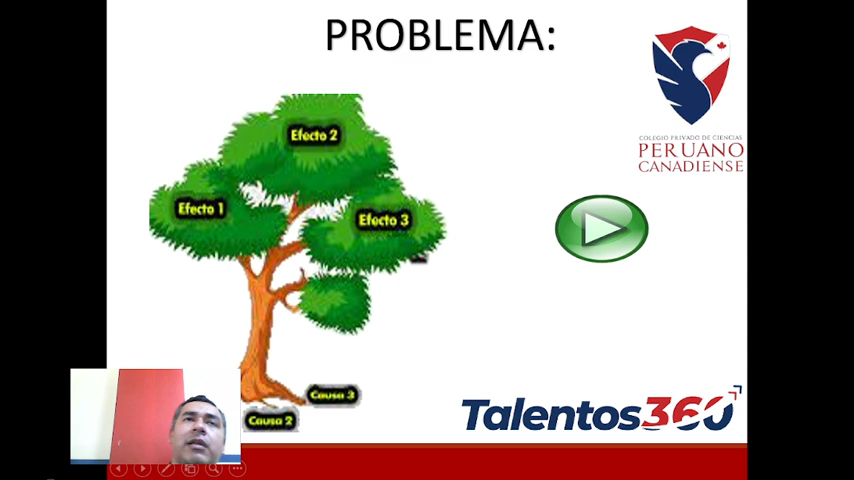 PROBLEMA:
Efecto 2
Efecto 1
Efecto 3
Causa 3
Causa 2
COLEGIO PRIVADO DE CIENCIAS
PERUANO
CANADIENSE
Talentos360